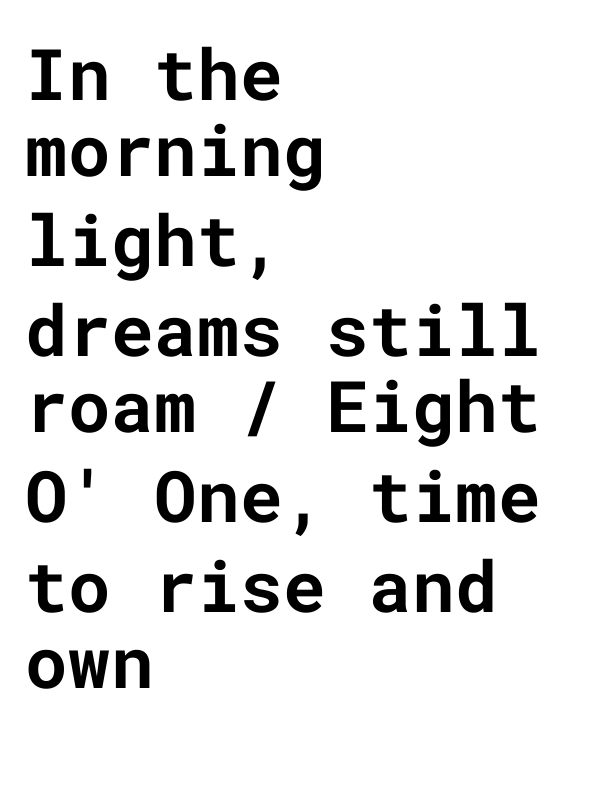 In the
morning
light,
dreams still
roam / Eight
O' One, time
to rise and
own